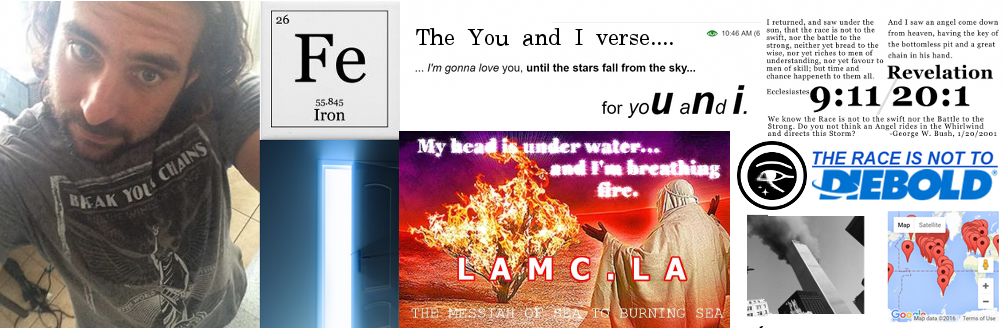 BREAK YOUR CHAINS
26
Fe
55.845
Iron
The You and I verse....
10:46 AM (6
... I'm gonna love you, until the stars fall from the sky...
for you and i.
My head is under water...
and I'm breathing
fire.
LAMC.LA
THE MESSIAH OF SEA TO BURNING SEA
I returned, and saw under the
sun, that the race is not to the
swift, nor the battle to the
strong, neither yet bread to the
wise, nor yet riches to men of
understanding, nor yet favour to
men of skill; but time and
chance happeneth to them all.
Ecclesiastes 9:11
And I saw an angel come down
from heaven, having the key of
the bottomless pit and a great
chain in his hand.
Revelation
20:1
We know the Race is not to the swift nor the Battle to the
Strong. Do you not think an Angel rides in the Whirlwind
and directs this Storm? -George W. Bush, 1/20/2001
THE RACE IS NOT TO
DIEBOLD
Map Satellite
Google
Map data ©2016 Terms of Use